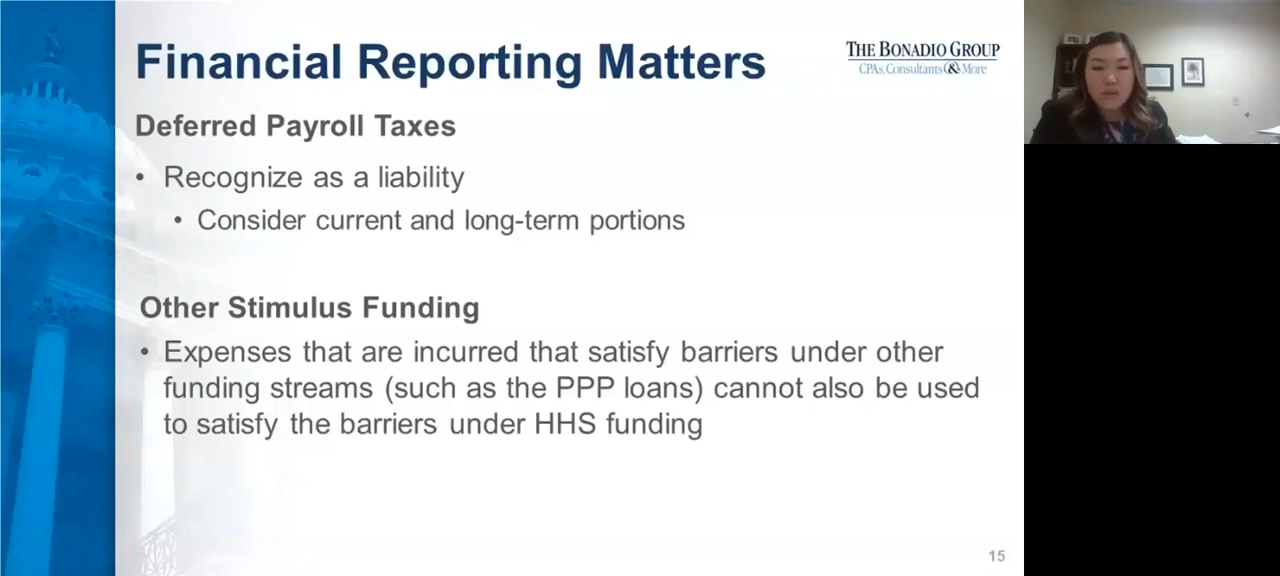 Financial Reporting Matters
THE BONADIO GROUP
CPAs, Consultants & More
Deferred Payroll Taxes
• Recognize as a liability
• Consider current and long-term portions
Other Stimulus Funding
• Expenses that are incurred that satisfy barriers under other
funding streams (such as the PPP loans) cannot also be used
to satisfy the barriers under HHS funding
15